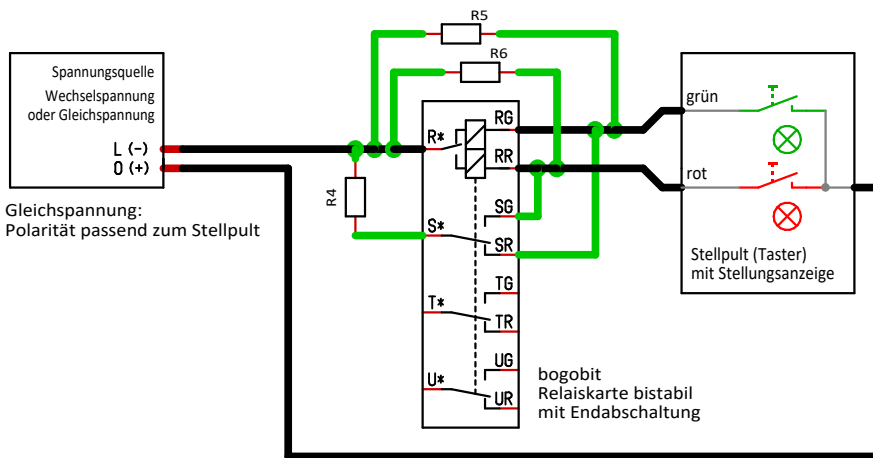 R5
R6
Spannungsquelle
Wechselspannung
oder Gleichspannung
L (-)
0 (+)
Gleichspannung:
Polarität passend zum Stellpult
R4
R*
RG
RR
S*
SG
SR
T*
TG
TR
U*
UG
UR
grün
rot
Stellpult (Taster)
mit Stellungsanzeige
bogobit
Relaiskarte bistabil
mit Endabschaltung